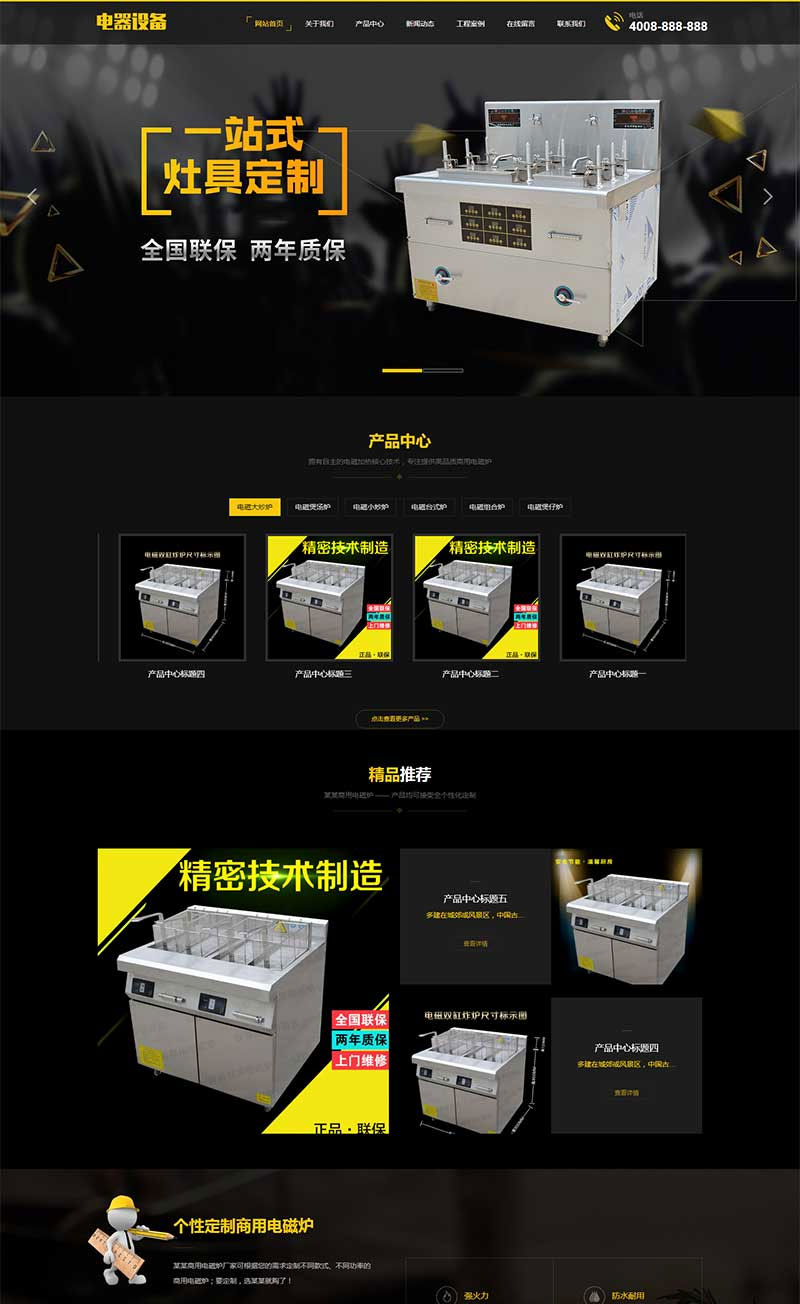 电器设备
网站首页
关于我们
产品中心
新闻动态
工程案例
在线留言
联系我们
电话
4008-888-888
一站式
灶具定制
全国联保 两年质保
产品中心
拥有自主的电磁加热核心技术，专注提供高品质商用电磁炉
电磁大炒炉
电磁煲汤炉
电磁小炒炉
电磁台式炉
电磁组合炉
电磁煲仔炉
电磁双缸炸炉尺寸标示图
精密技术制造
全国联保
两年质保
上门维修
正品·联保
精密技术制造
全国联保
两年质保
上门维修
正品·联保
电磁双缸炸炉尺寸标示图
产品中心标题四
产品中心标题三
产品中心标题二
产品中心标题一
点击查看更多产品 >>
精品推荐
某某商用电磁炉 —— 产品均可接受全个性化定制
精密技术制造
全国联保
两年质保
上门维修
正品·联保
产品中心标题五
多建在城郊或风景区，中国古...
查看详情
安全节能·温馨厨房
电磁双缸炸炉尺寸标示图
产品中心标题四
多建在城郊或风景区，中国古...
查看详情
个性定制商用电磁炉
某某商用电磁炉厂家可根据您的需求定制不同款式、不同功率的
商用电磁炉；要定制，选某某就购了！
强火力
防水耐用